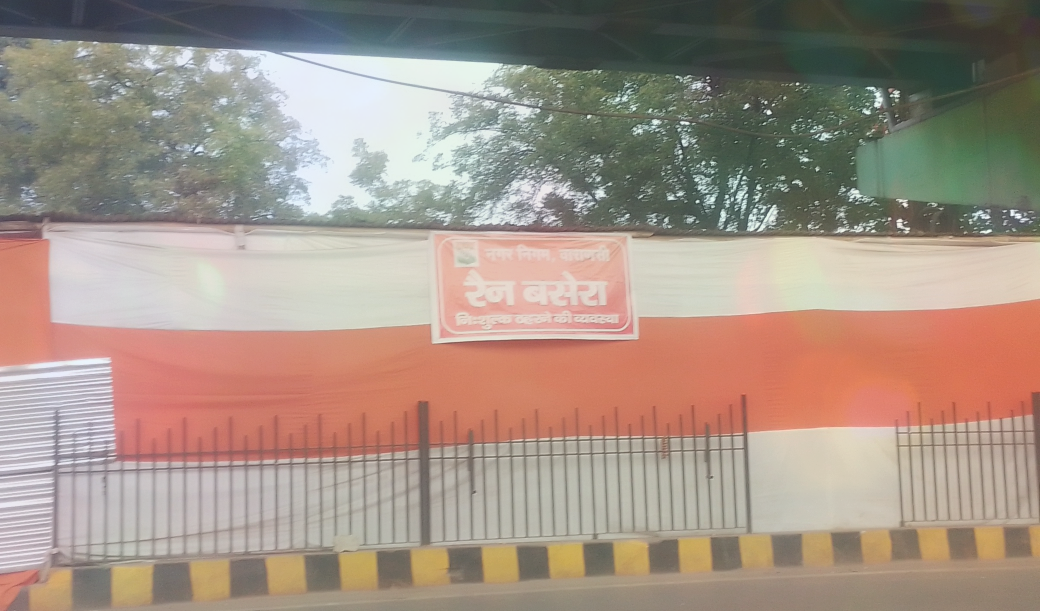 नगर निगम, वाराणसी
रैन बसेरा
निःशुल्क ठहरने की व्यवस्था